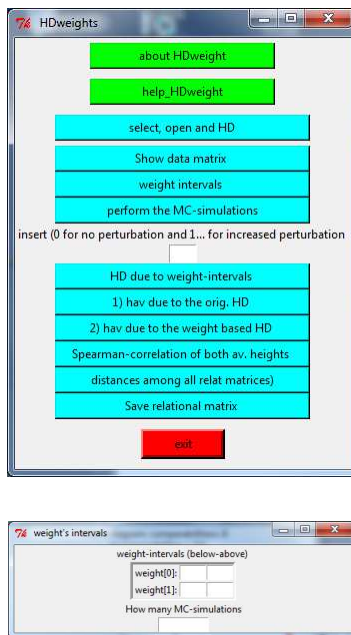 HDweights
about HDweight
help_HDweight
select, open and HD
Show data matrix
weight intervals
perform the MC-simulations
insert (0 for no perturbation and 1... for increased perturbation
HD due to weight-intervals
1) hav due to the orig. HD
2) hav due to the weight based HD
Spearman-correlation of both av. heights
distances among all relat matrices)
Save relational matrix
exit
weight's intervals
weight-intervals (below-above)
weight[0]:
weight[1]:
How many MC-simulations